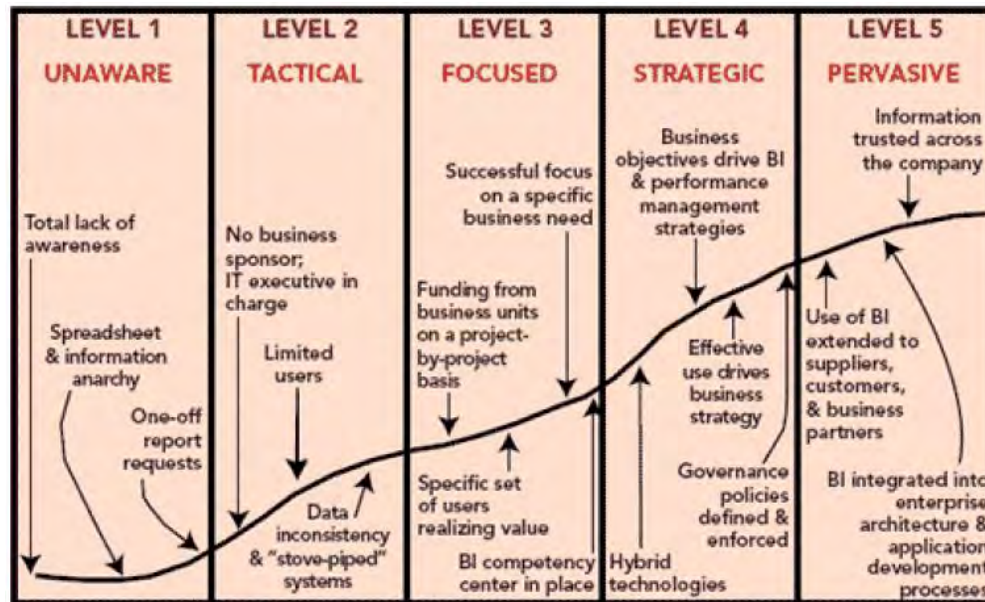 LEVEL 1
UNAWARE
Total lack of
awareness
Spreadsheet
& information
anarchy
One-off
report
requests
LEVEL 2
TACTICAL
No business
sponsor;
IT executive in
charge
Limited
users
Data
inconsistency
& "stove-piped"
systems
LEVEL 3
FOCUSED
Successful focus
on a specific
business need
Funding from
business units
on a project-
by-project
basis
Specific set
of users
realizing value
BI competency
center in place
LEVEL 4
STRATEGIC
Business
objectives drive BI
& performance
management
strategies
Effective
use drives
business
strategy
Governance
policies
defined &
enforced
Hybrid
technologies
LEVEL 5
PERVASIVE
Information
trusted across
the company
Use of BI
extended to
suppliers,
customers,
& business
partners
BI integrated into
enterprise
architecture &
application
development
processes